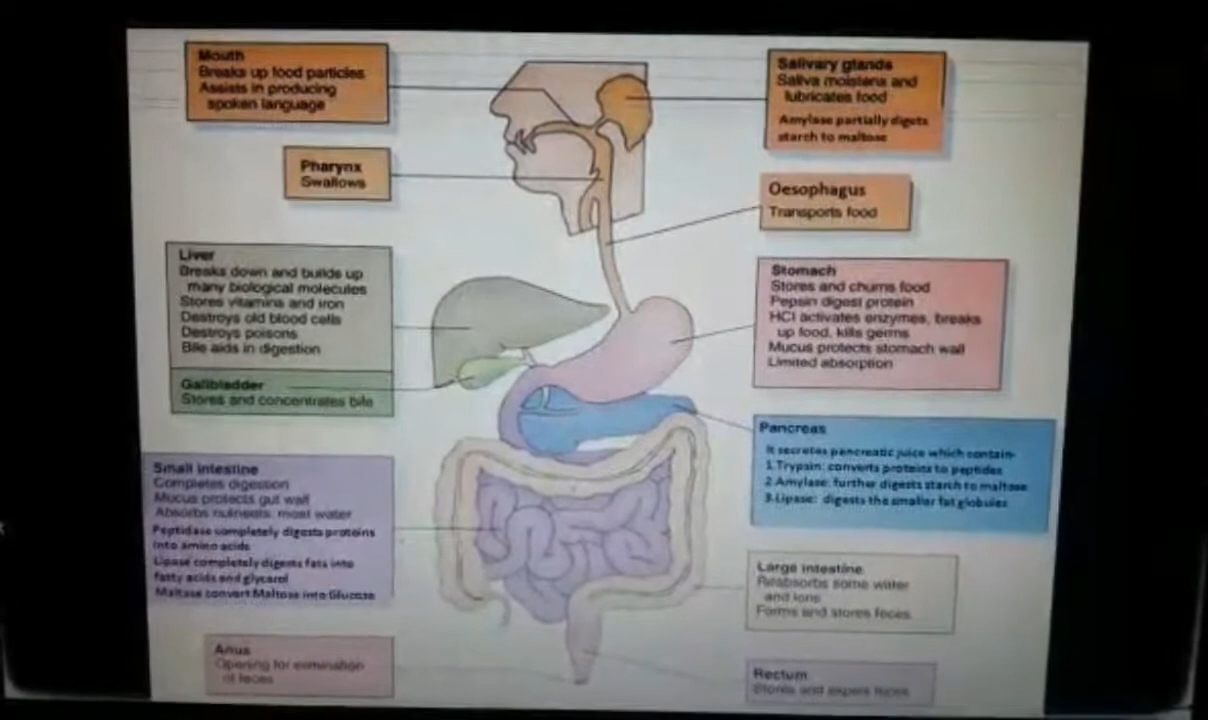 Mouth
Breaks up food particles
Assists in producing
spoken language
Salivary glands
Saliva moistens and
lubricates food
Amylase partially digets
starch to maltose
Pharynx
Swallows
Oesophagus
Transports food
Liver
Breaks down and builds up
many biological molecules
Stores vitamins and iron
Destroys old blood cells
Destroys poisons
Bile aids in digestion
Gallbladder
Stores and concentrates bile
Stomach
Stores and churns food
Pepsin digest protein
HCl activates enzymes, breaks
up food, kills germs
Mucus protects stomach wall
Limited absorption
Pancreas
It secretes pancreatic juice which contain-
1.Trypsin: converts proteins to peptides
2.Amylase: further digests starch to maltose
3.Lipase: digests the smaller fat globules
Small intestine
Completes digestion
Mucus protects gut wall
Absorbs nutrients, most water
Peptidase completely digests proteins
into amino acids
Lipase completely digests fats into
fatty acids and glycerol
Maltase convert Maltose into Glucose
Large intestine
Reabsorbs some water
and ions
Forms and stores feces
Anus
Opening for elimination
of feces
Rectum
Stores and expels feces